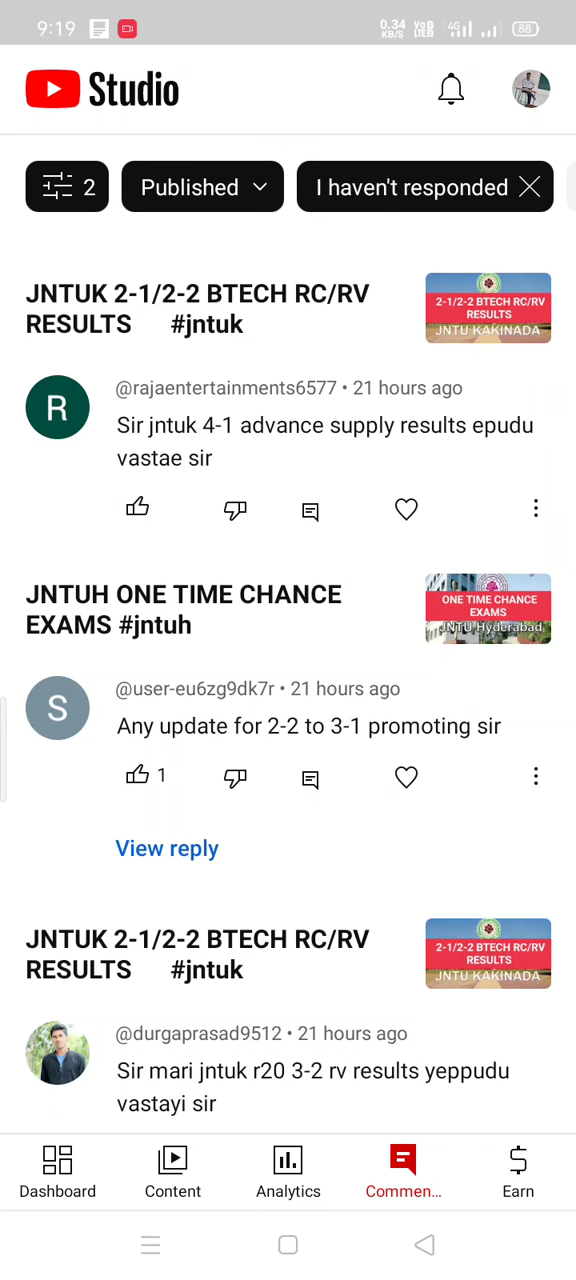 9:19 0.34 KB/S VoD LTED 4G 88
Studio
2 Published I haven't responded
JNTUK 2-1/2-2 BTECH RC/RV
RESULTS #jntuk
2-1/2-2 BTECH RC/RV
RESULTS
JNTU KAKINADA
R
@rajaentertainments6577 • 21 hours ago
Sir jntuk 4-1 advance supply results epudu
vastae sir
JNTUH ONE TIME CHANCE
EXAMS #jntuh
ONE TIME CHANCE
EXAMS
JNTU Hyderabad
S
@user-eu6zg9dk7r • 21 hours ago
Any update for 2-2 to 3-1 promoting sir
1
View reply
JNTUK 2-1/2-2 BTECH RC/RV
RESULTS #jntuk
2-1/2-2 BTECH RC/RV
RESULTS
JNTU KAKINADA
@durgaprasad9512 • 21 hours ago
Sir mari jntuk r20 3-2 rv results yeppudu
vastayi sir
Dashboard Content Analytics Commen... Earn